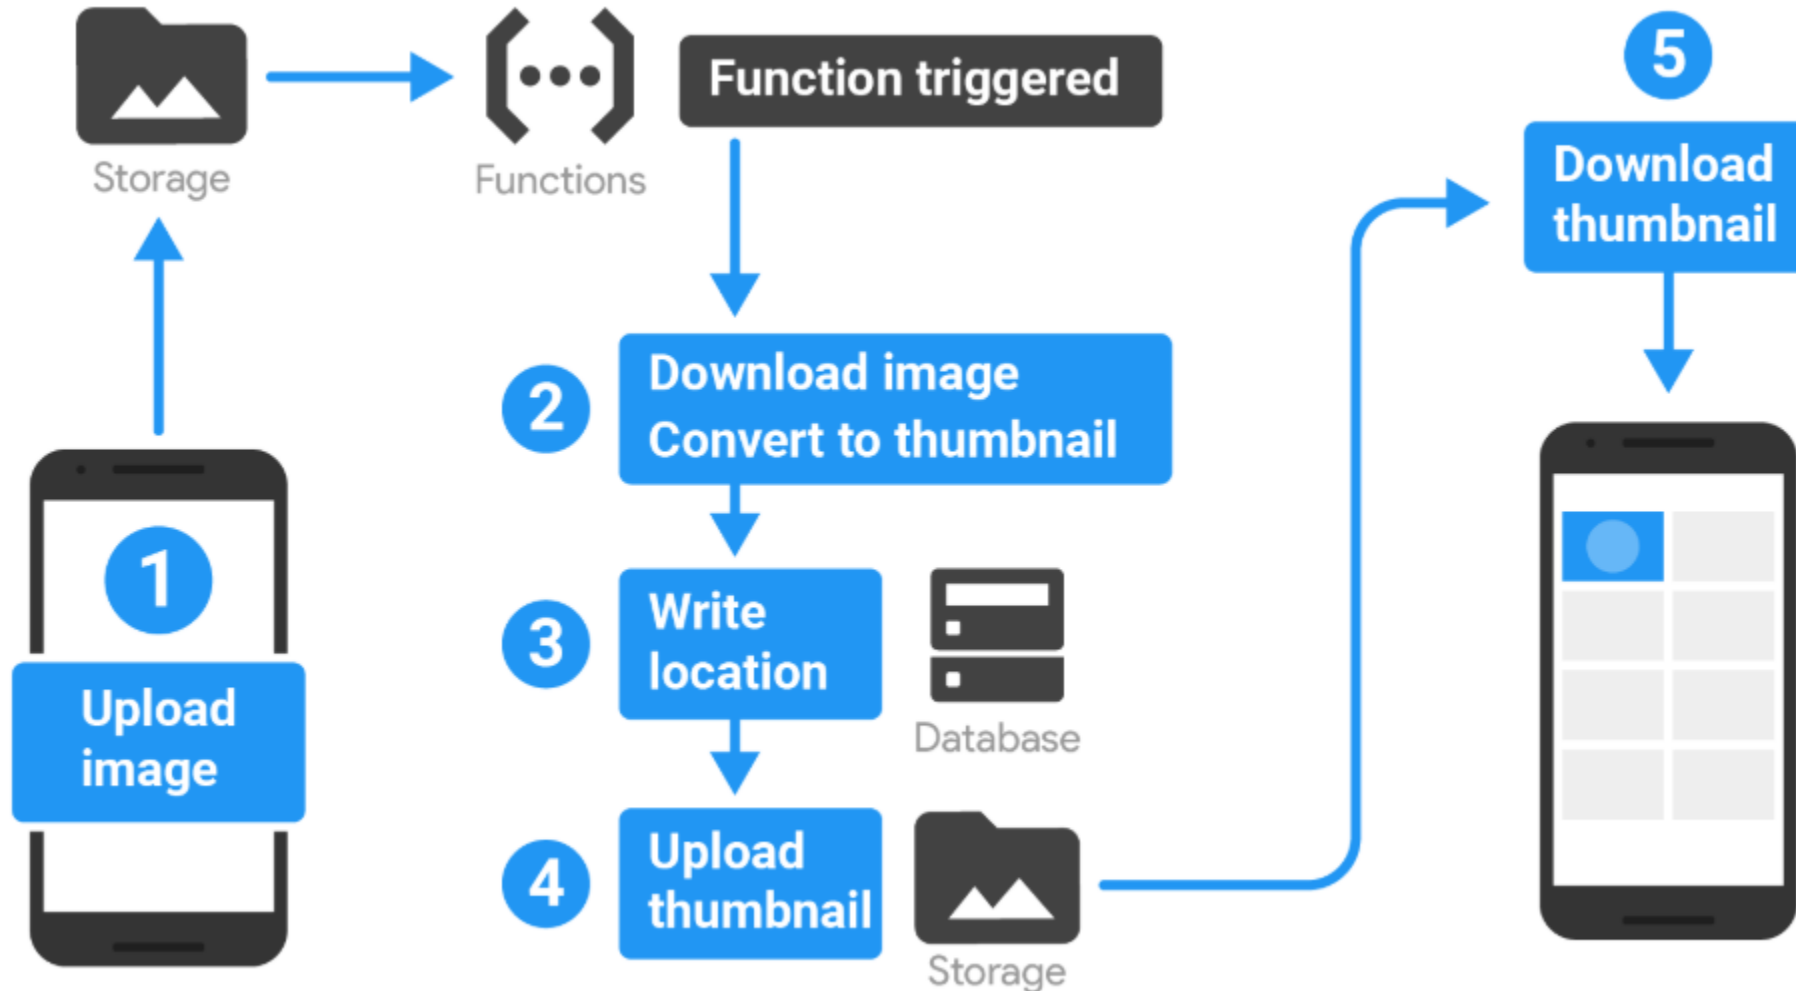 Storage
Functions
Function triggered
1
Upload
image
2
Download image
Convert to thumbnail
3
Write
location
Database
4
Upload
thumbnail
Storage
5
Download
thumbnail